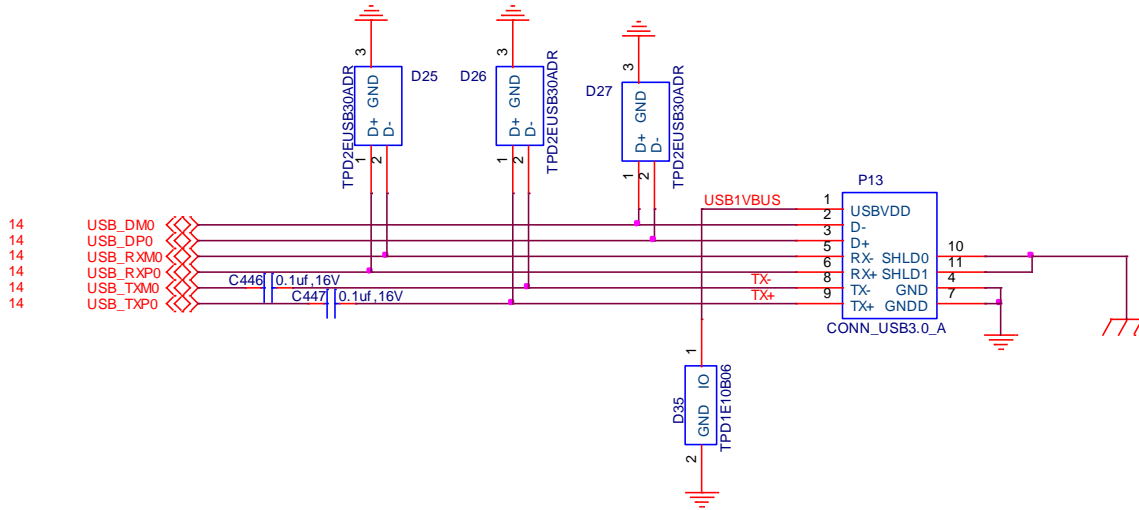 3
GND
D+
D-
1
2
D25
TPD2EUSB30ADR
3
GND
D+
D-
1
2
D26
TPD2EUSB30ADR
3
GND
D+
D-
1
2
D27
TPD2EUSB30ADR
14 USB_DM0
14 USB_DP0
14 USB_RXM0
14 USB_RXP0
14 USB_TXM0
14 USB_TXP0
C446 0.1uf,16V
C447 0.1uf,16V
USB1VBUS
TX-
TX+
P13
1 USBVDD
2 D-
3 D+
5 RX- SHLD0 10
6 RX+ SHLD1 11
8 TX- GND 4
9 TX+ GNDD 7
CONN_USB3.0_A
1
IO
GND
2
D35
TPD1E10B06